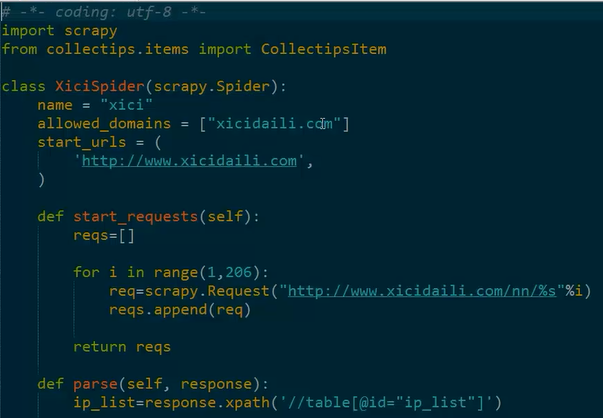 # -*- coding: utf-8 -*-
import scrapy
from collectips.items import CollectipsItem
class XiciSpider(scrapy.Spider):
name = "xici"
allowed_domains = ["xicidaili.com"]
start_urls = (
'http://www.xicidaili.com',
)
def start_requests(self):
reqs=[]
for i in range(1,206):
req=scrapy.Request("http://www.xicidaili.com/nn/%s"%i)
reqs.append(req)
return reqs
def parse(self, response):
ip_list=response.xpath('//table[@id="ip_list"]')